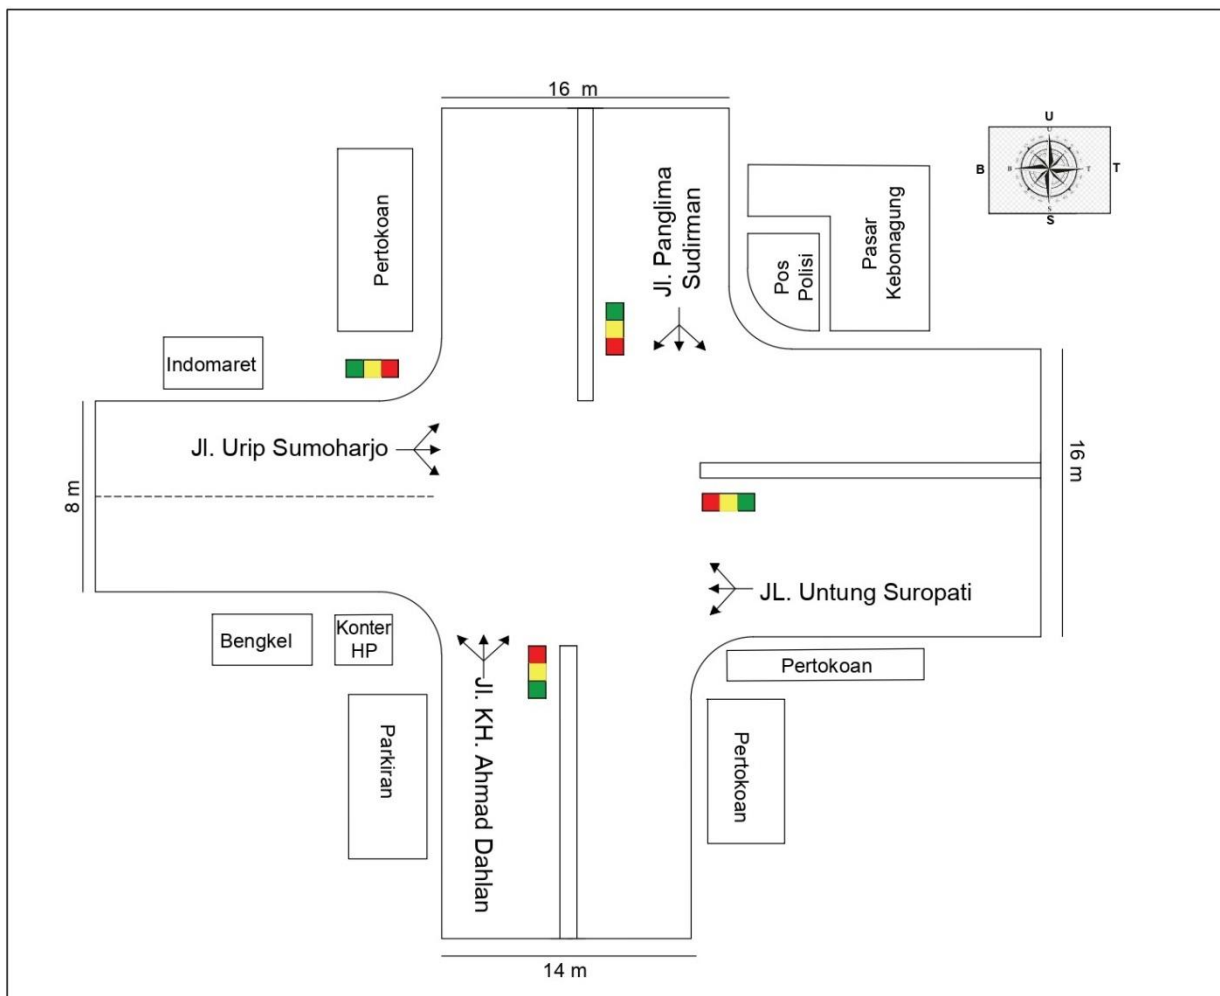 16 m
U
U
B
B
T
T
S
S
Pertokoan
Jl. Panglima
Sudirman
Pos
Polisi
Pasar
Kebonagung
Indomaret
Jl. Urip Sumoharjo
8 m
16 m
JL. Untung Suropati
Bengkel
Konter
HP
Parkiran
Jl. KH. Ahmad Dahlan
Pertokoan
Pertokoan
14 m